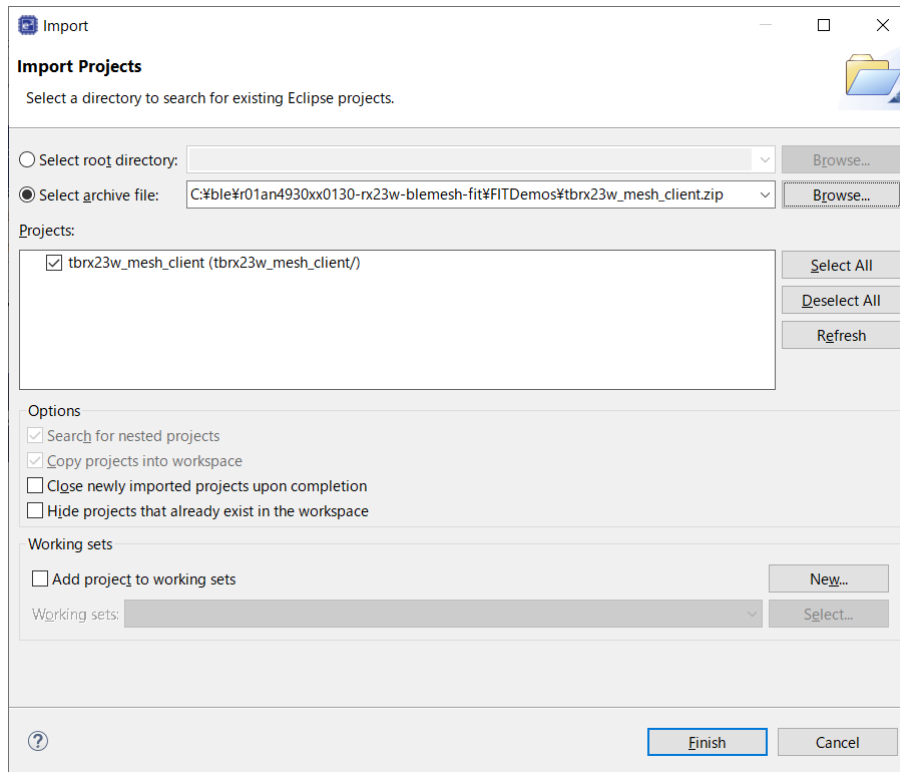 Import
Import Projects
Select a directory to search for existing Eclipse projects.
Select root directory:
Browse...
Select archive file:
C:¥ble¥r01an4930xx0130-rx23w-blemesh-fit¥FITDemos¥tbrx23w_mesh_client.zip
Browse...
Projects:
tbrx23w_mesh_client (tbrx23w_mesh_client/)
Select All
Deselect All
Refresh
Options
Search for nested projects
Copy projects into workspace
Close newly imported projects upon completion
Hide projects that already exist in the workspace
Working sets
Add project to working sets
New...
Working sets:
Select...
?
Finish
Cancel